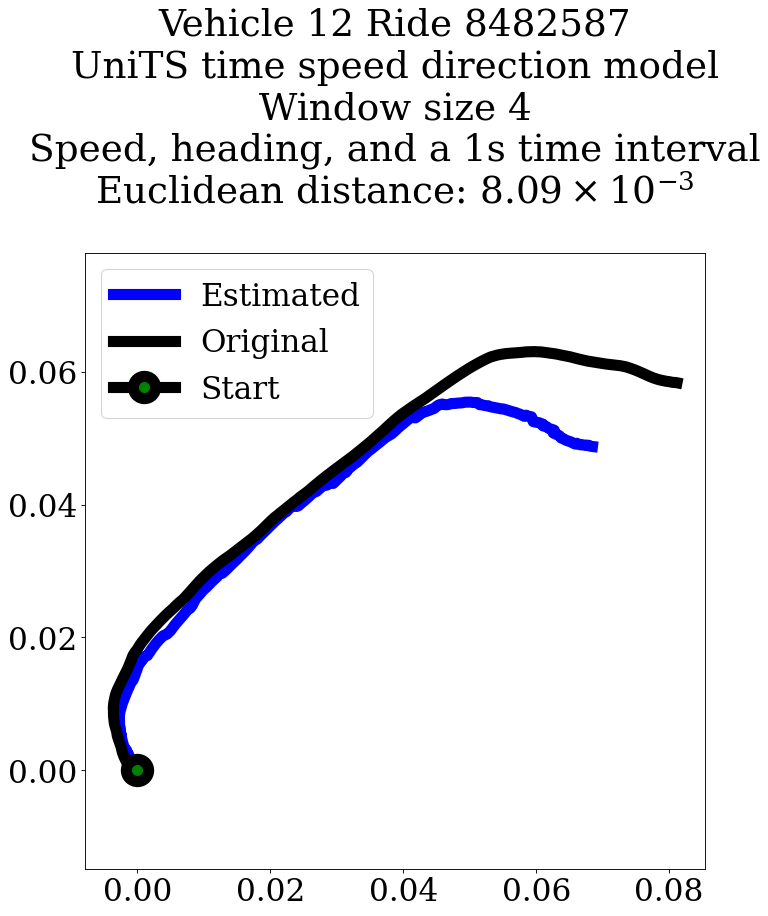 Vehicle 12 Ride 8482587
UniTS time speed direction model
Window size 4
Speed, heading, and a 1s time interval
Euclidean distance: 8.09 × 10⁻³
Estimated
Original
Start
0.06
0.04
0.02
0.00
0.00 0.02 0.04 0.06 0.08